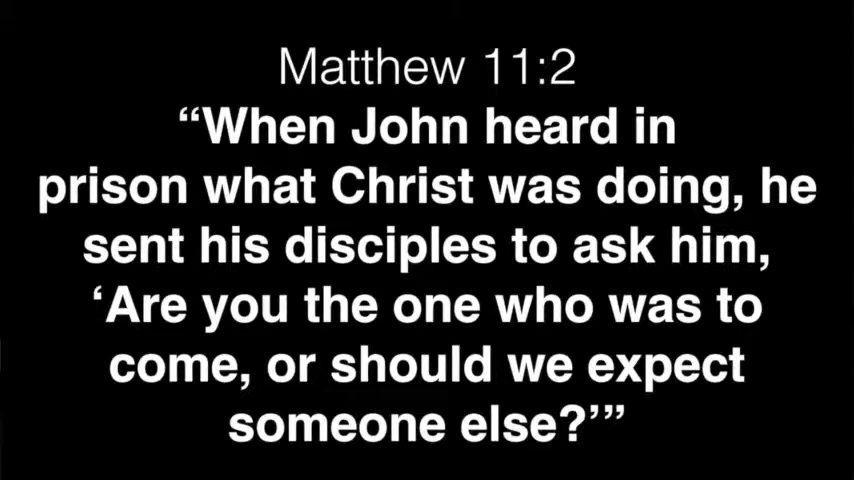 Matthew 11:2
“When John heard in
prison what Christ was doing, he
sent his disciples to ask him,
‘Are you the one who was to
come, or should we expect
someone else?’”